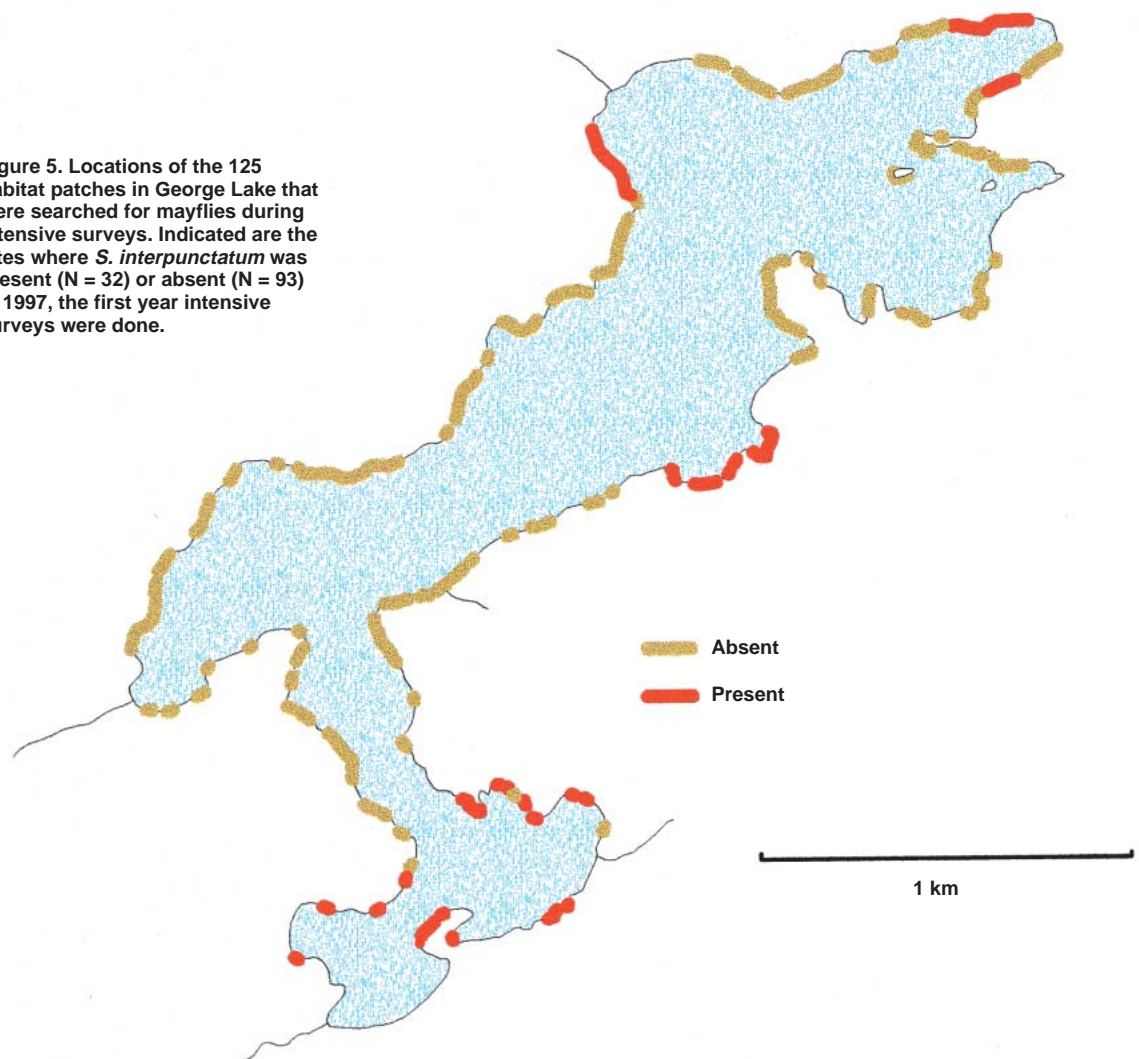 gure 5. Locations of the 125
abitat patches in George Lake that
ere searched for mayflies during
tensive surveys. Indicated are the
tes where S. interpunctatum was
esent (N = 32) or absent (N = 93)
1997, the first year intensive
urveys were done.
Absent
Present
1 km